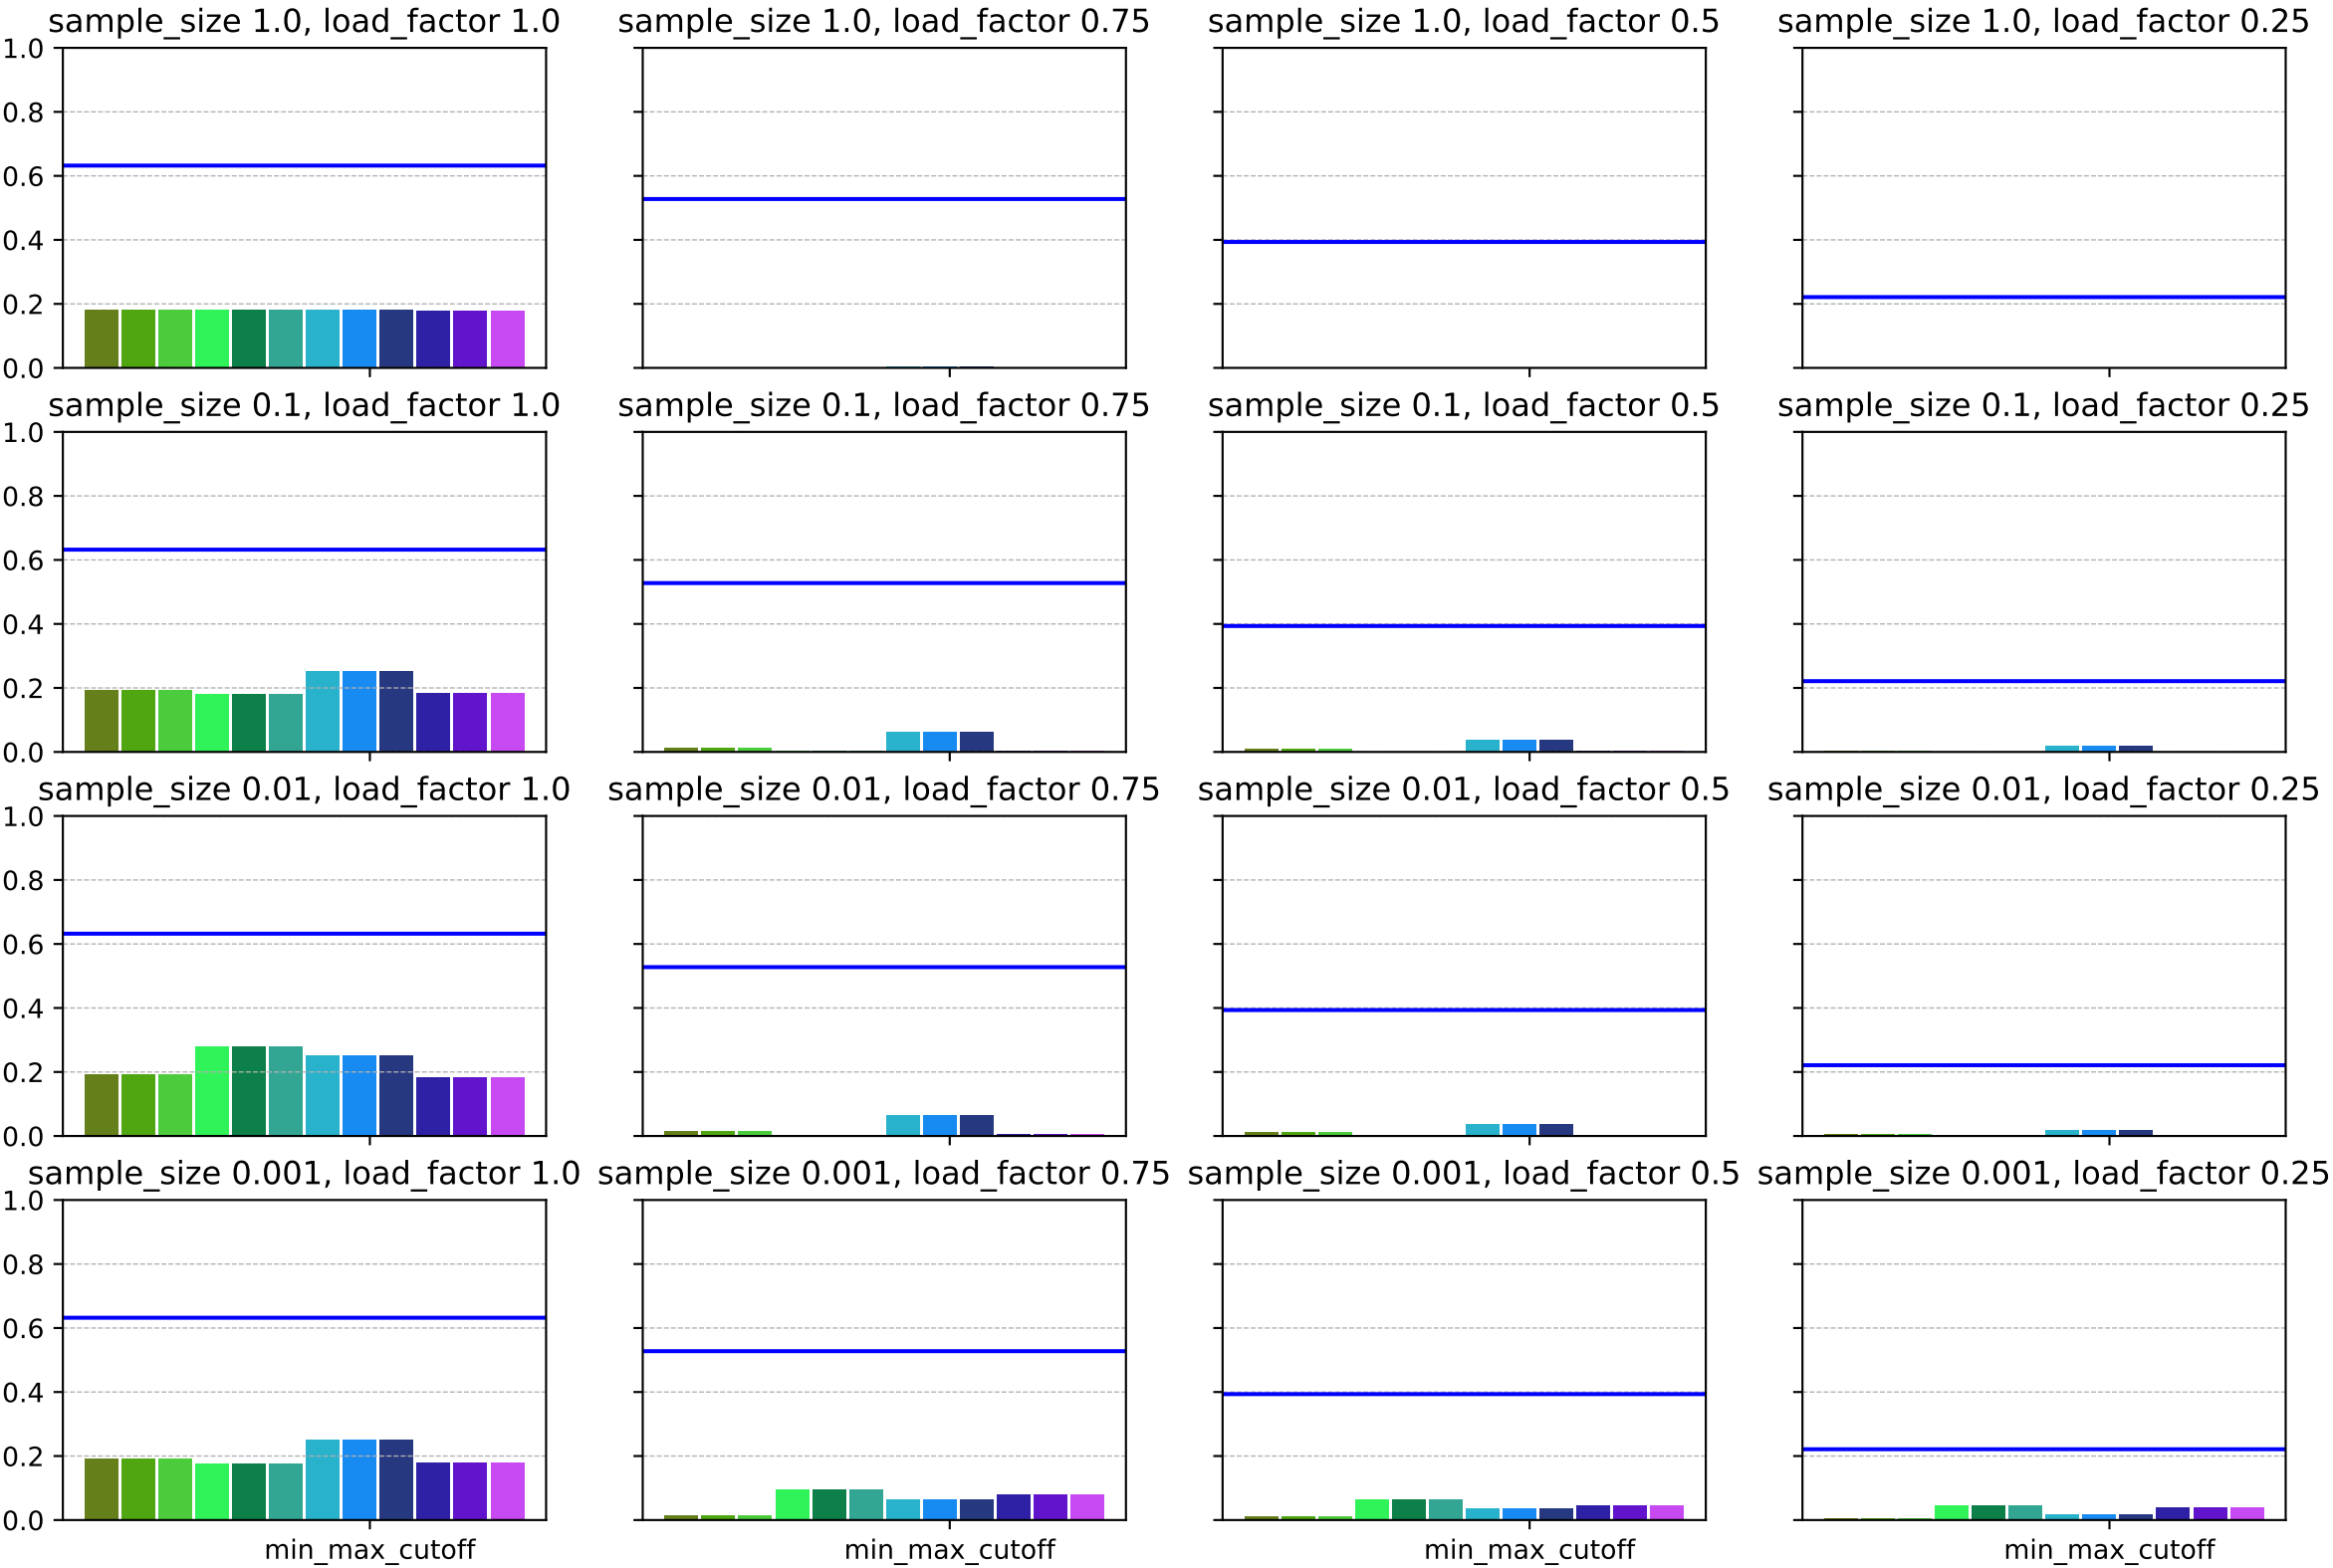 sample_size 1.0, load_factor 1.0
sample_size 1.0, load_factor 0.75
sample_size 1.0, load_factor 0.5
sample_size 1.0, load_factor 0.25
1.0
0.8
0.6
0.4
0.2
0.0
sample_size 0.1, load_factor 1.0
sample_size 0.1, load_factor 0.75
sample_size 0.1, load_factor 0.5
sample_size 0.1, load_factor 0.25
1.0
0.8
0.6
0.4
0.2
0.0
sample_size 0.01, load_factor 1.0
sample_size 0.01, load_factor 0.75
sample_size 0.01, load_factor 0.5
sample_size 0.01, load_factor 0.25
1.0
0.8
0.6
0.4
0.2
0.0
sample_size 0.001, load_factor 1.0
sample_size 0.001, load_factor 0.75
sample_size 0.001, load_factor 0.5
sample_size 0.001, load_factor 0.25
1.0
0.8
0.6
0.4
0.2
0.0
min_max_cutoff
min_max_cutoff
min_max_cutoff
min_max_cutoff